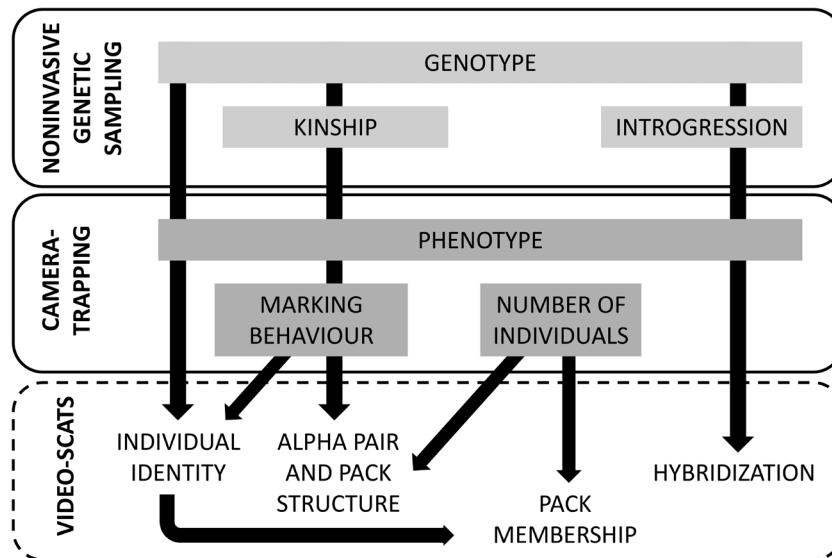 NONINVASIVE
GENETIC
SAMPLING
GENOTYPE
KINSHIP
INTROGRESSION
CAMERA-
TRAPPING
PHENOTYPE
MARKING
BEHAVIOUR
NUMBER OF
INDIVIDUALS
VIDEO-SCATS
INDIVIDUAL
IDENTITY
ALPHA PAIR
AND PACK
STRUCTURE
PACK
MEMBERSHIP
HYBRIDIZATION